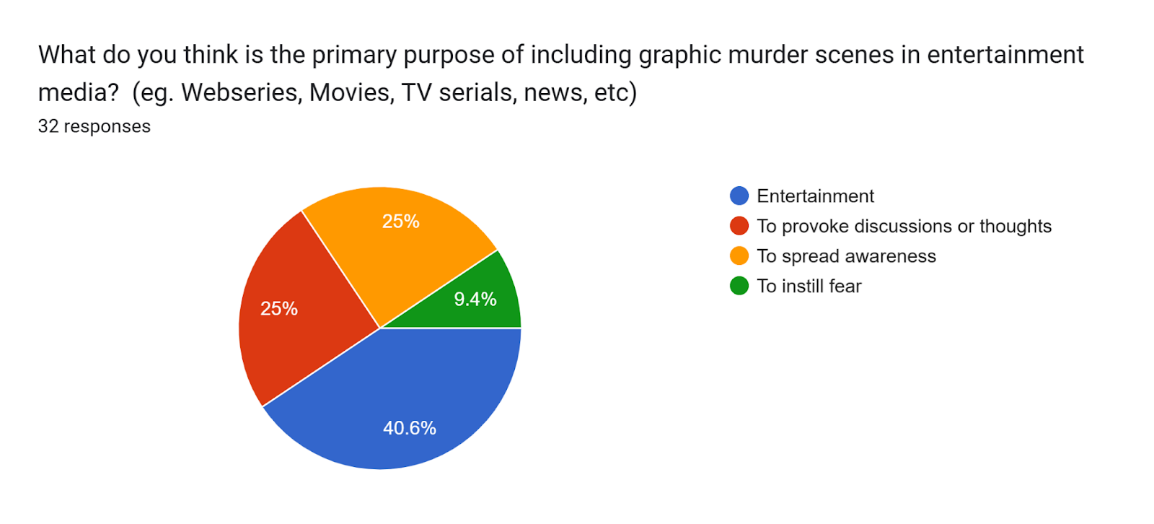 What do you think is the primary purpose of including graphic murder scenes in entertainment
media?  (eg. Webseries, Movies, TV serials, news, etc)
32 responses
25%
25%
9.4%
40.6%
Entertainment
To provoke discussions or thoughts
To spread awareness
To instill fear